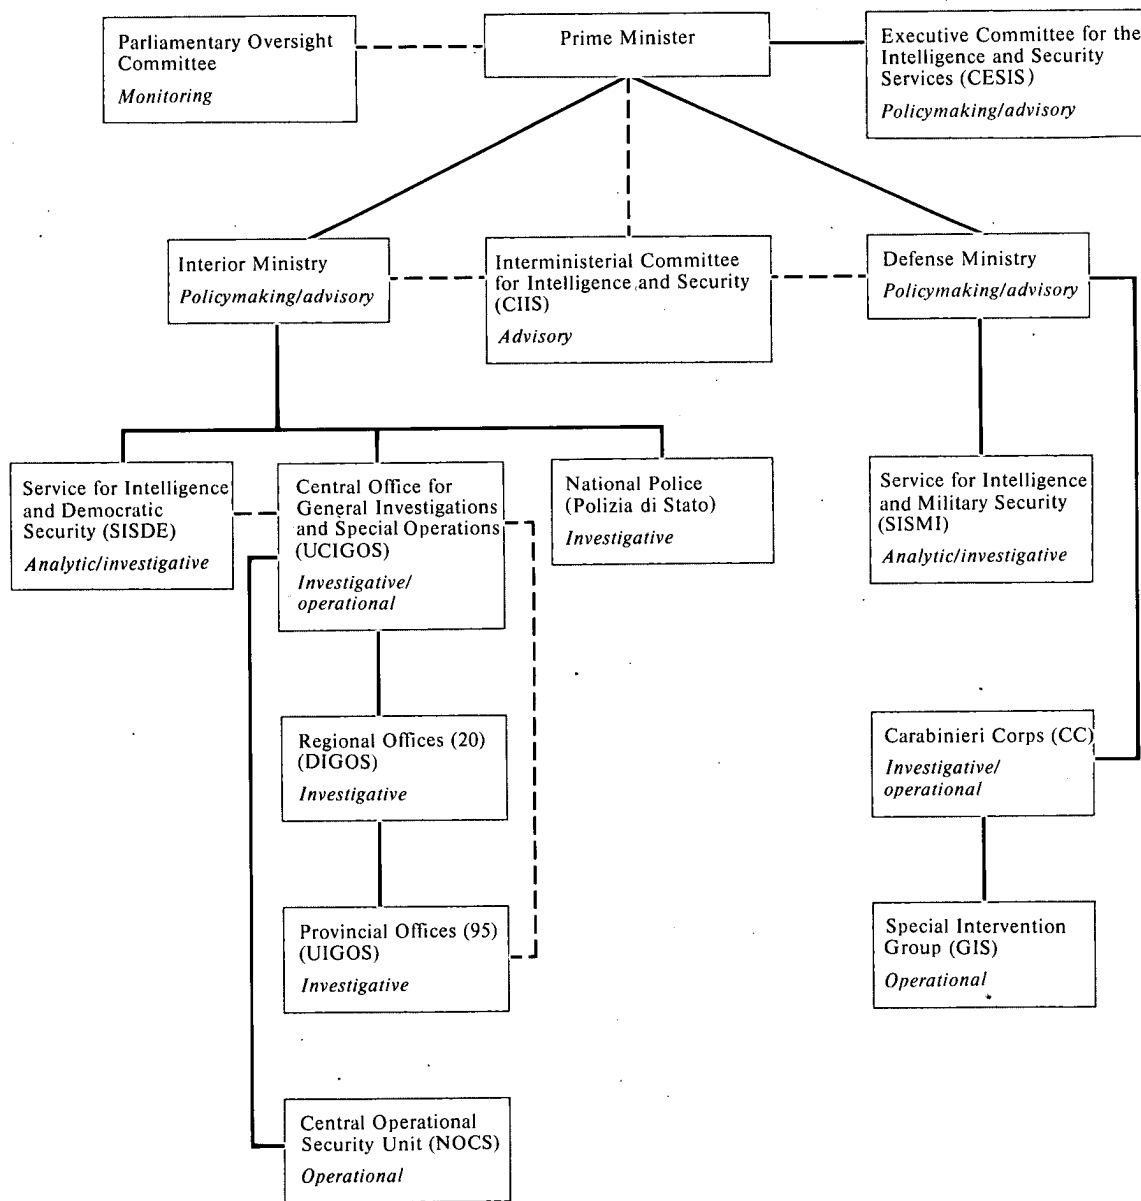 Parliamentary Oversight
Committee
Monitoring
Prime Minister
Executive Committee for the
Intelligence and Security
Services (CESIS)
Policymaking/advisory
Interior Ministry
Policymaking/advisory
Interministerial Committee
for Intelligence and Security
(CIIS)
Advisory
Defense Ministry
Policymaking/advisory
Service for Intelligence
and Democratic
Security (SISDE)
Analytic/investigative
Central Office for
General Investigations
and Special Operations
(UCIGOS)
Investigative/
operational
National Police
(Polizia di Stato)
Investigative
Service for Intelligence
and Military Security
(SISMI)
Analytic/investigative
Regional Offices (20)
(DIGOS)
Investigative
Carabinieri Corps (CC)
Investigative/
operational
Provincial Offices (95)
(UIGOS)
Investigative
Special Intervention
Group (GIS)
Operational
Central Operational
Security Unit (NOCS)
Operational